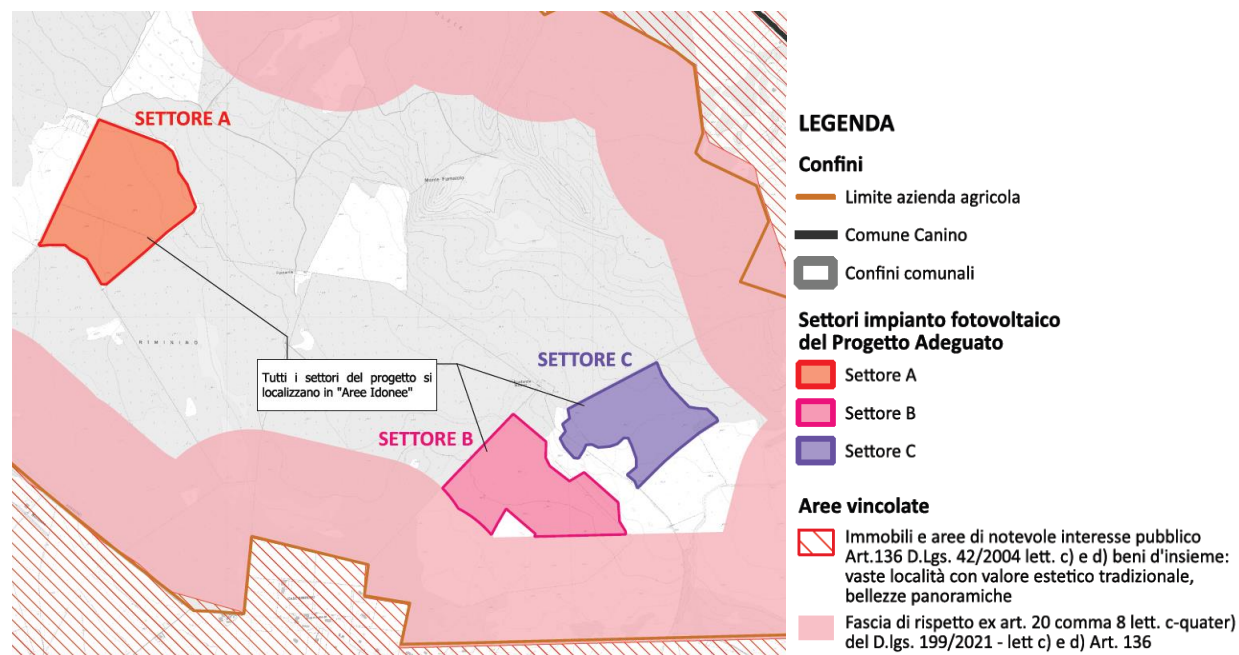 SETTORE A
SETTORE C
Tutti i settori del progetto si
localizzano in "Aree Idonee"
SETTORE B
LEGENDA
Confini
Limite azienda agricola
Comune Canino
Confini comunali
Settori impianto fotovoltaico
del Progetto Adeguato
Settore A
Settore B
Settore C
Aree vincolate
Immobili e aree di notevole interesse pubblico
Art.136 D.Lgs. 42/2004 lett. c) e d) beni d'insieme:
vaste località con valore estetico tradizionale,
bellezze panoramiche
Fascia di rispetto ex art. 20 comma 8 lett. c-quater)
del D.lgs. 199/2021 - lett c) e d) Art. 136